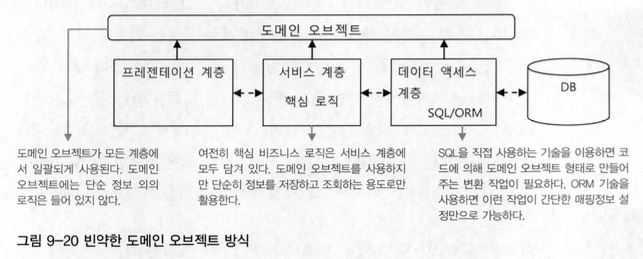 도메인 오브젝트
프레젠테이션 계층
서비스 계층
핵심 로직
데이터 액세스
계층
SQL/ORM
DB
도메인 오브젝트가 모든 계층에
서 일괄되게 사용된다. 도메인
오브젝트에는 단순 정보 외의
로직은 들어 있지 않다.
여전히 핵심 비즈니스 로직은 서비스 계층에
모두 담겨 있다. 도메인 오브젝트를 사용하지
만 단순히 정보를 저장하고 조회하는 용도로만
활용한다.
SQL을 직접 사용하는 기술을 이용하면 코
드에 의해 도메인 오브젝트 형태로 만들어
주는 변환 작업이 필요하다. ORM 기술을
사용하면 이런 작업이 간단한 매핑정보 설
정만으로 가능하다.
그림 9-20 빈약한 도메인 오브젝트 방식